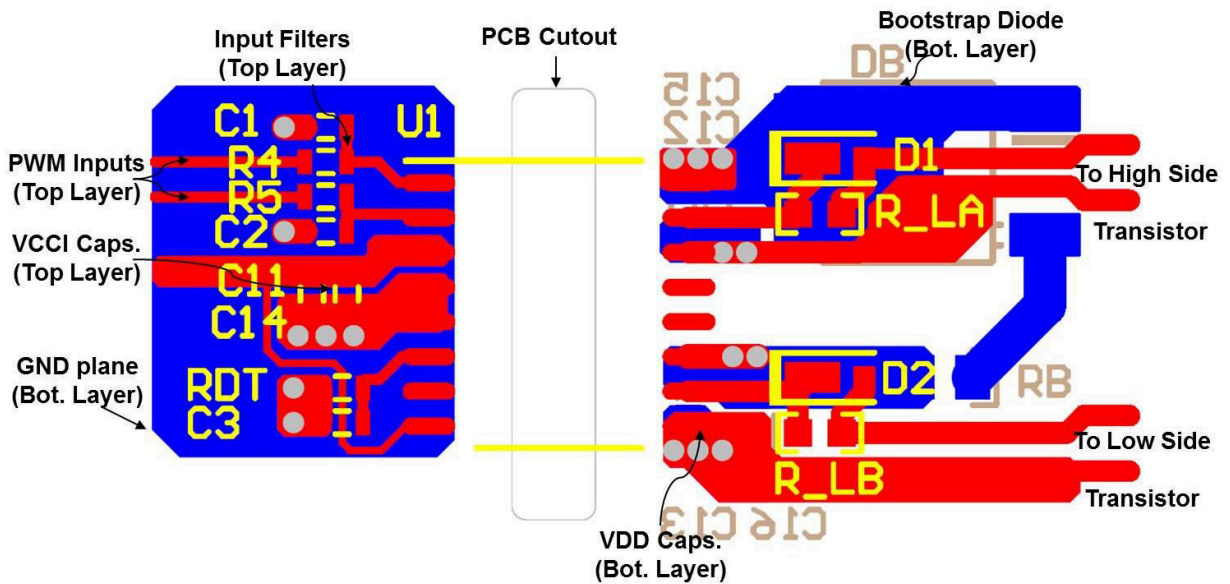 Input Filters
(Top Layer)
PCB Cutout
Bootstrap Diode
(Bot. Layer)
DB
C15
C12
C1
U1
PWM Inputs
(Top Layer)
R4
R5
C2
D1
To High Side
R_LA
Transistor
VCCI Caps.
(Top Layer)
C11
C14
GND plane
(Bot. Layer)
RDT
C3
D2
RB
To Low Side
R_LB
Transistor
C13
C16
VDD Caps.
(Bot. Layer)